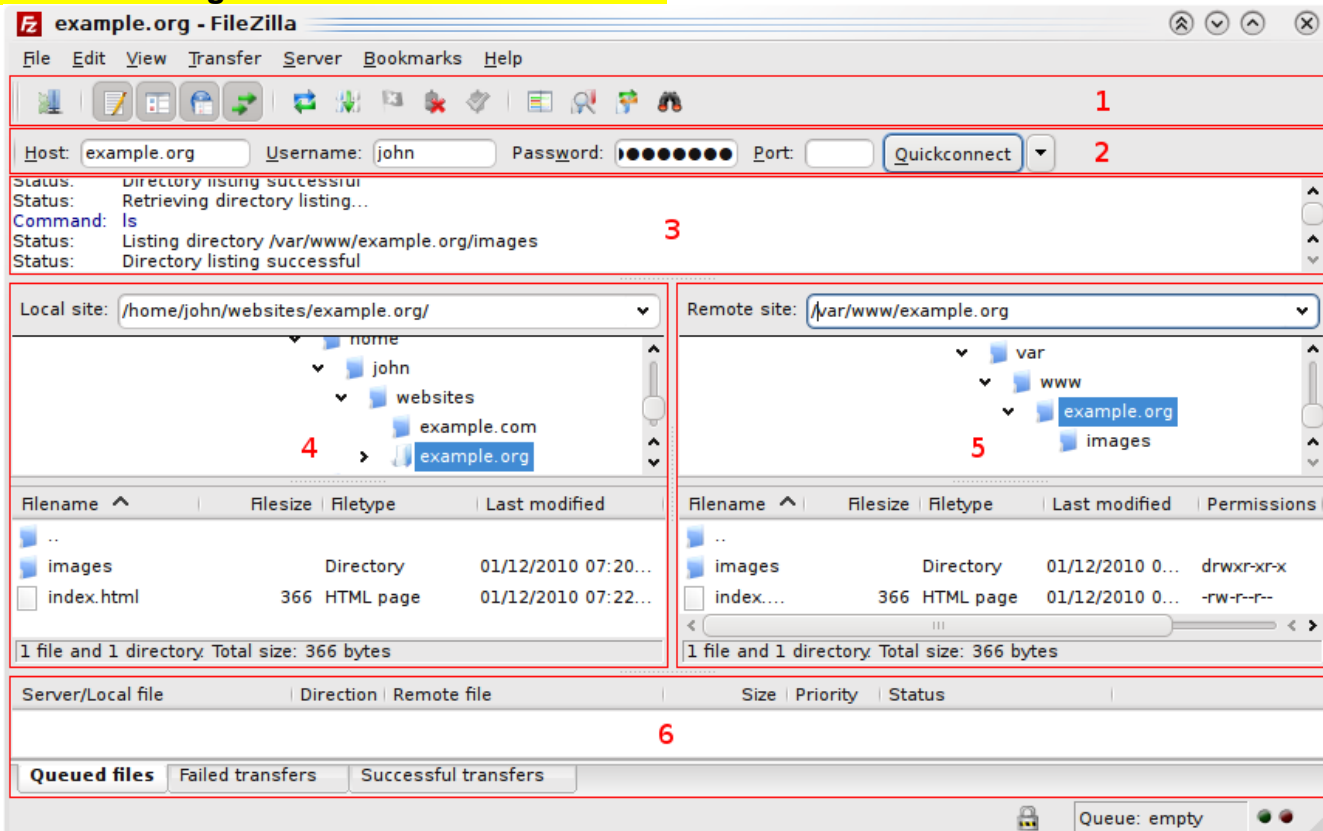 example.org - FileZilla
File Edit View Transfer Server Bookmarks Help
1
Host: example.org Username: john Password: ●●●●●●●● Port: Quickconnect 2
Status: Directory listing successful
Status: Retrieving directory listing...
Command: ls
Status: Listing directory /var/www/example.org/images
Status: Directory listing successful
3
Local site: /home/john/websites/example.org/
home
john
websites
example.com
example.org
4
Filename Filesize Filetype Last modified
..
images Directory 01/12/2010 07:20...
index.html 366 HTML page 01/12/2010 07:22...
1 file and 1 directory. Total size: 366 bytes
Remote site: /var/www/example.org
var
www
example.org
images
5
Filename Filesize Filetype Last modified Permissions
..
images Directory 01/12/2010 0... drwxr-xr-x
index.... 366 HTML page 01/12/2010 0... -rw-r--r--
1 file and 1 directory. Total size: 366 bytes
Server/Local file Direction Remote file Size Priority Status
6
Queued files Failed transfers Successful transfers
Queue: empty